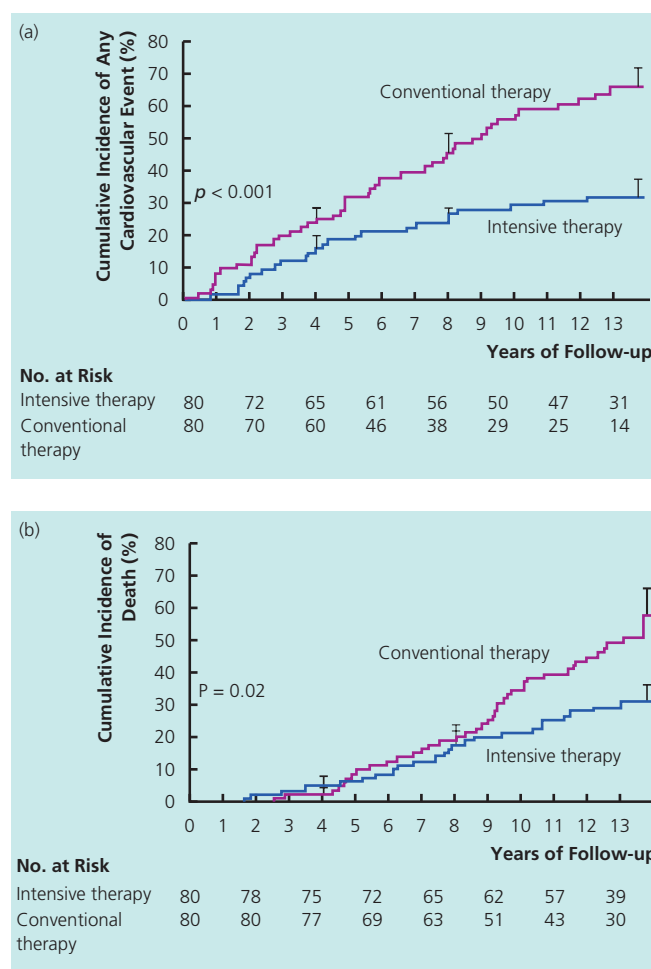 (a)
Cumulative Incidence of Any
Cardiovascular Event (%)
80
70
60
50
40
30
20
10
0
Conventional therapy
p < 0.001
Intensive therapy
0 1 2 3 4 5 6 7 8 9 10 11 12 13
Years of Follow-up
No. at Risk
Intensive therapy 80 72 65 61 56 50 47 31
Conventional 80 70 60 46 38 29 25 14
therapy
(b)
Cumulative Incidence of
Death (%)
80
70
60
50
40
30
20
10
0
Conventional therapy
P = 0.02
Intensive therapy
0 1 2 3 4 5 6 7 8 9 10 11 12 13
Years of Follow-up
No. at Risk
Intensive therapy 80 78 75 72 65 62 57 39
Conventional 80 80 77 69 63 51 43 30
therapy